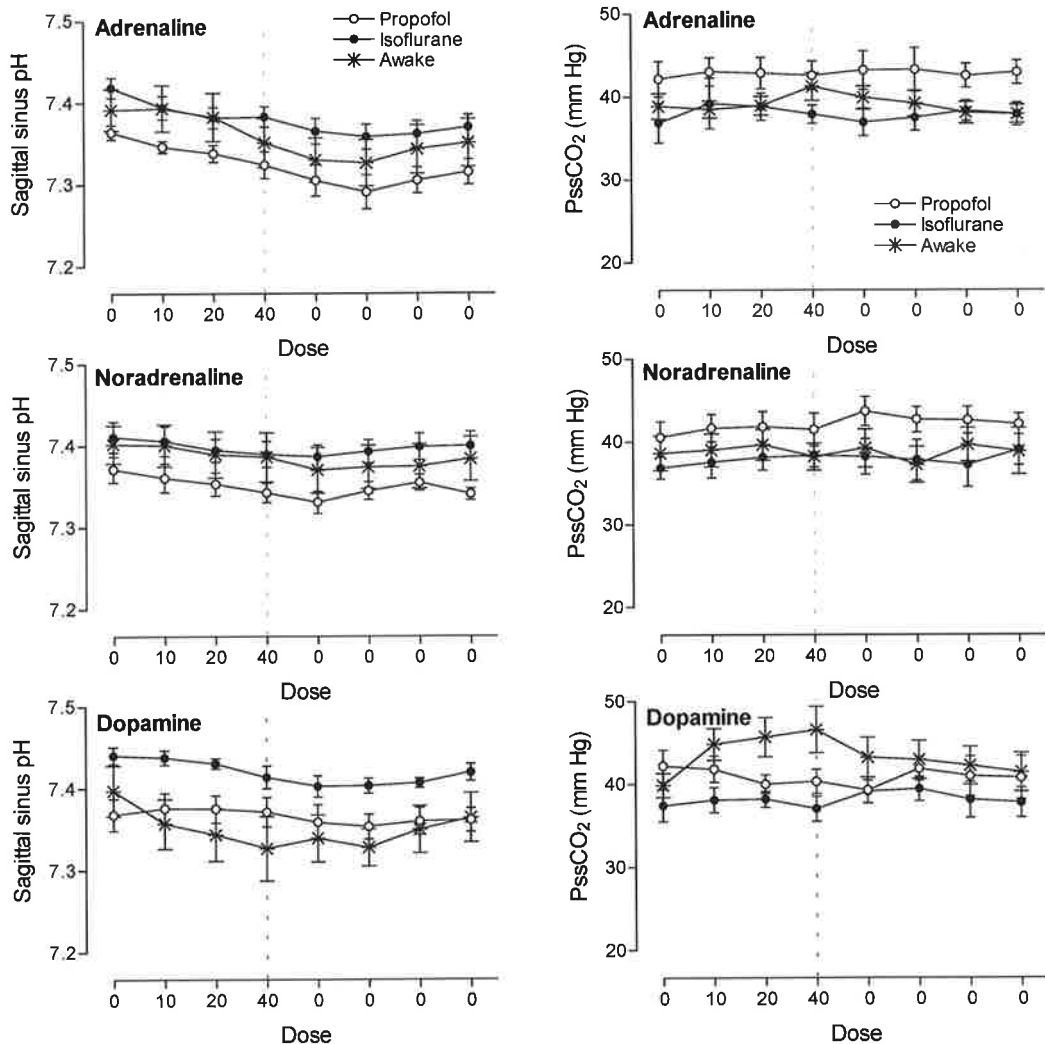 Adrenaline
Propofol
Isoflurane
Awake
Sagittal sinus pH
7.5
7.4
7.3
7.2
0 10 20 40 0 0 0 0
Dose
Adrenaline
PssCO₂ (mm Hg)
50
40
30
20
Propofol
Isoflurane
Awake
0 10 20 40 0 0 0 0
Dose
Noradrenaline
Sagittal sinus pH
7.5
7.4
7.3
7.2
0 10 20 40 0 0 0 0
Dose
Noradrenaline
PssCO₂ (mm Hg)
50
40
30
20
0 10 20 40 0 0 0 0
Dose
Dopamine
Sagittal sinus pH
7.5
7.4
7.3
7.2
0 10 20 40 0 0 0 0
Dose
Dopamine
PssCO₂ (mm Hg)
50
40
30
20
0 10 20 40 0 0 0 0
Dose